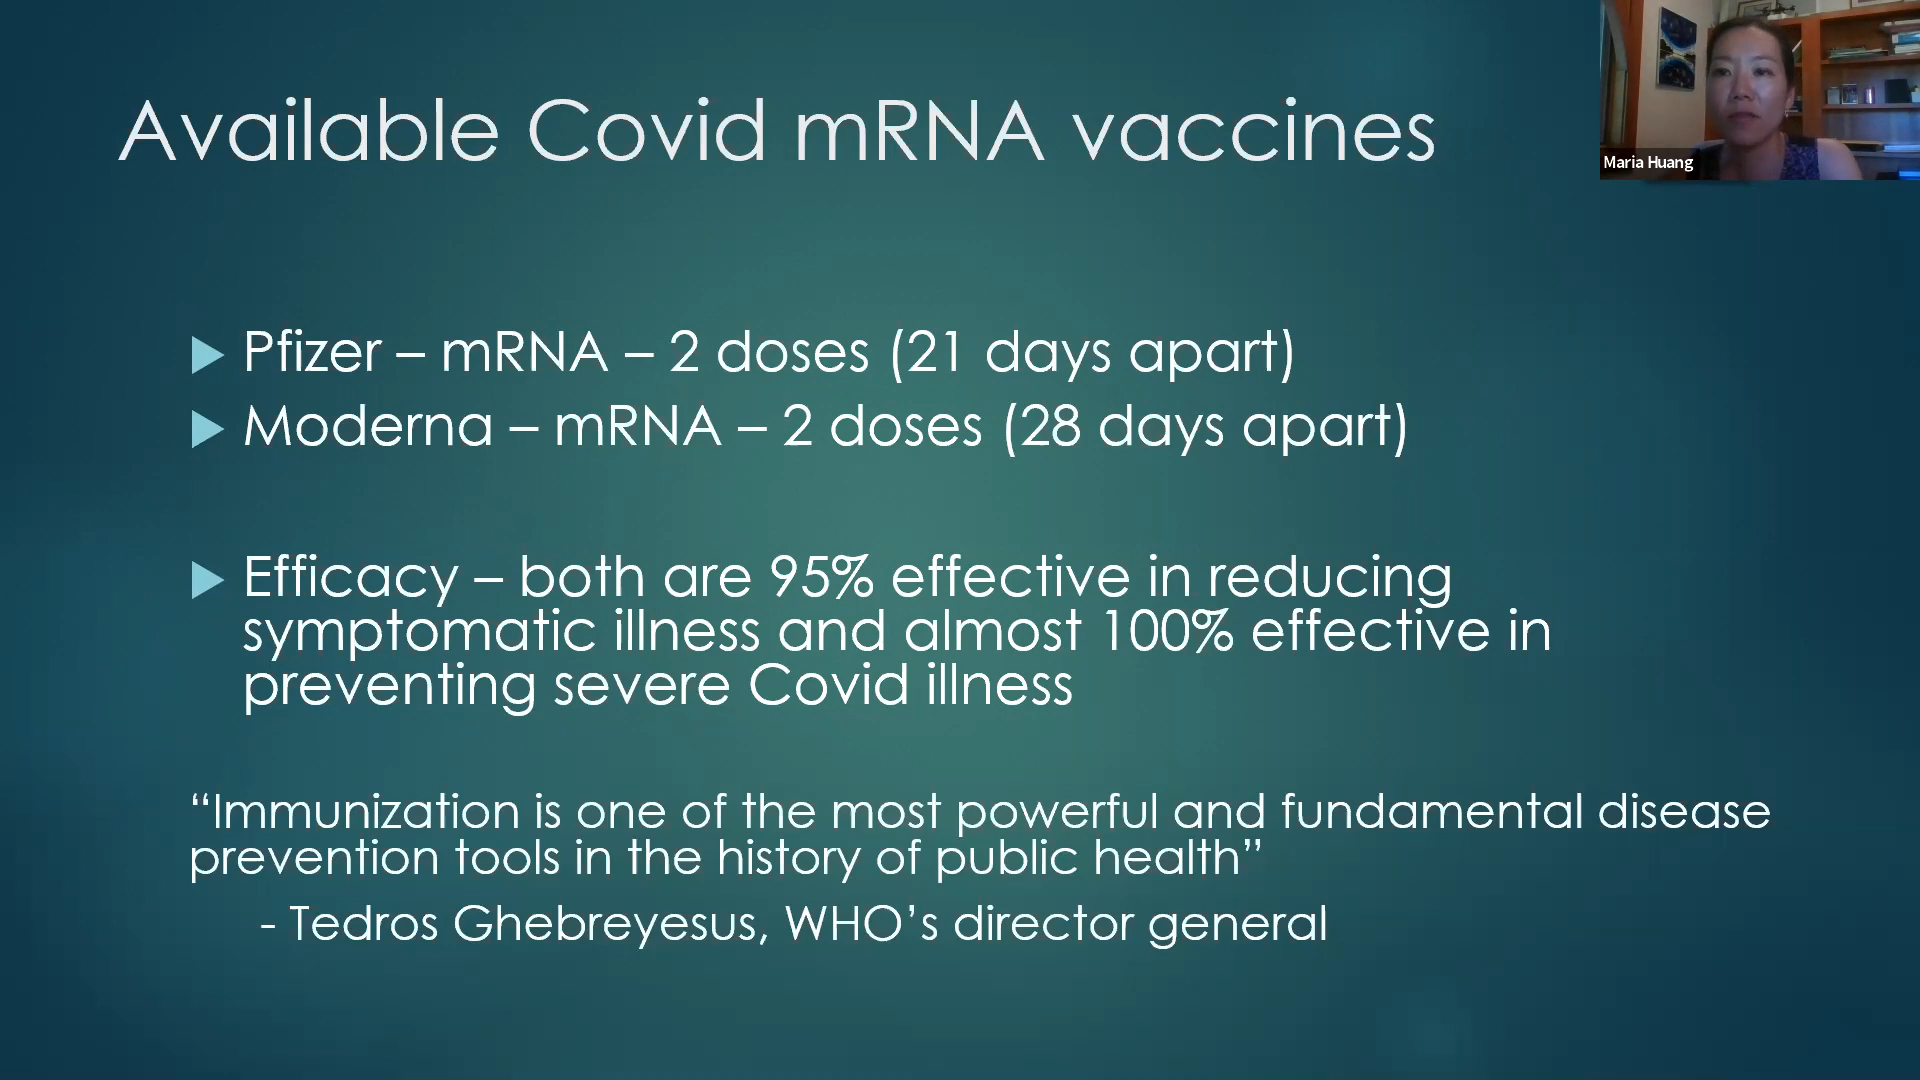 Available Covid mRNA vaccines
Maria Huang
Pfizer – mRNA – 2 doses (21 days apart)
Moderna – mRNA – 2 doses (28 days apart)
Efficacy – both are 95% effective in reducing
symptomatic illness and almost 100% effective in
preventing severe Covid illness
“Immunization is one of the most powerful and fundamental disease
prevention tools in the history of public health”
- Tedros Ghebreyesus, WHO’s director general